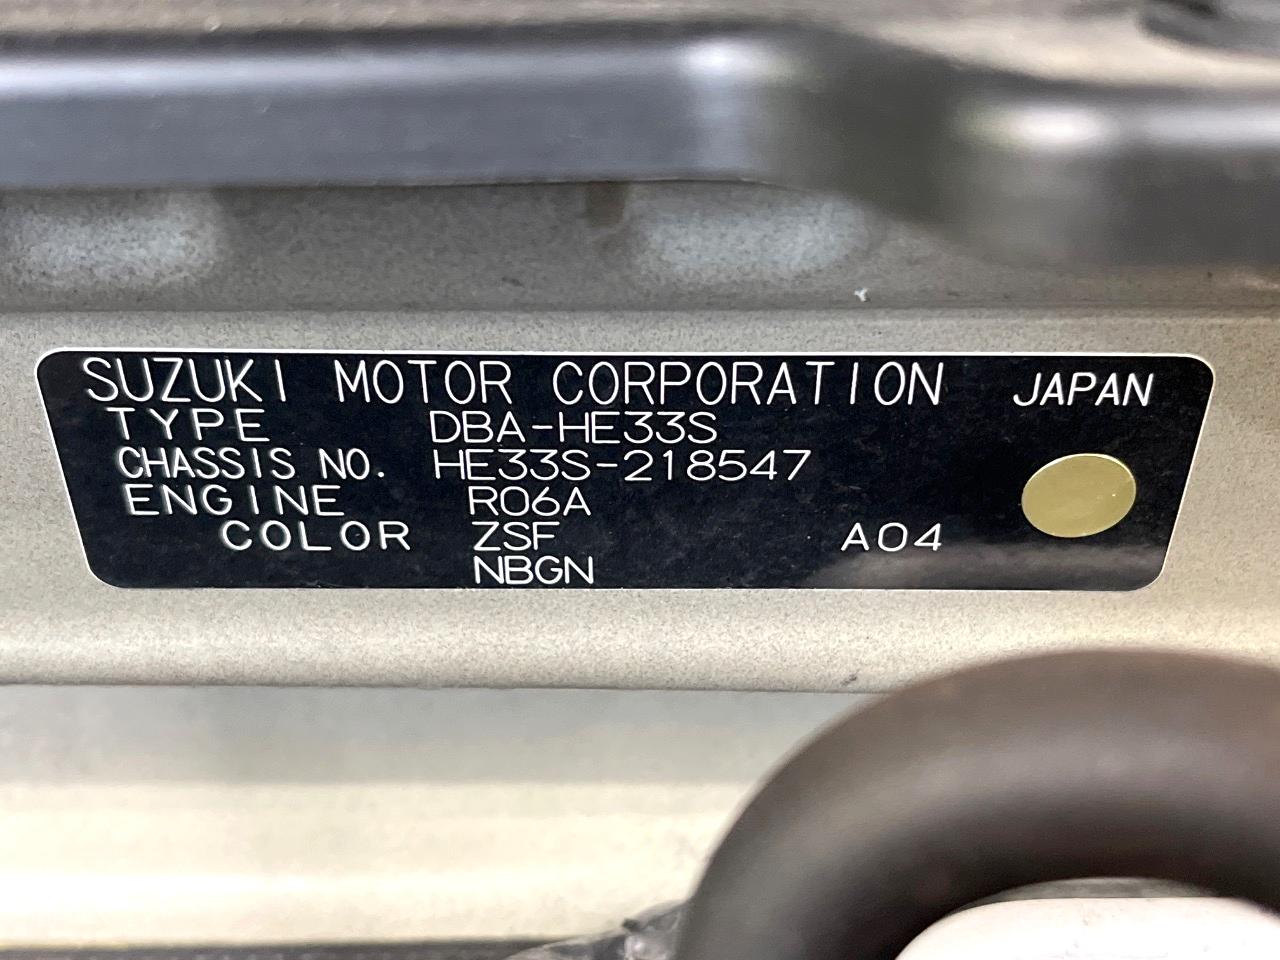 SUZUKI MOTOR CORPORATION JAPAN
TYPE DBA-HE33S
CHASSIS NO. HE33S-218547
ENGINE R06A
COLOR ZSF A04
NBGN